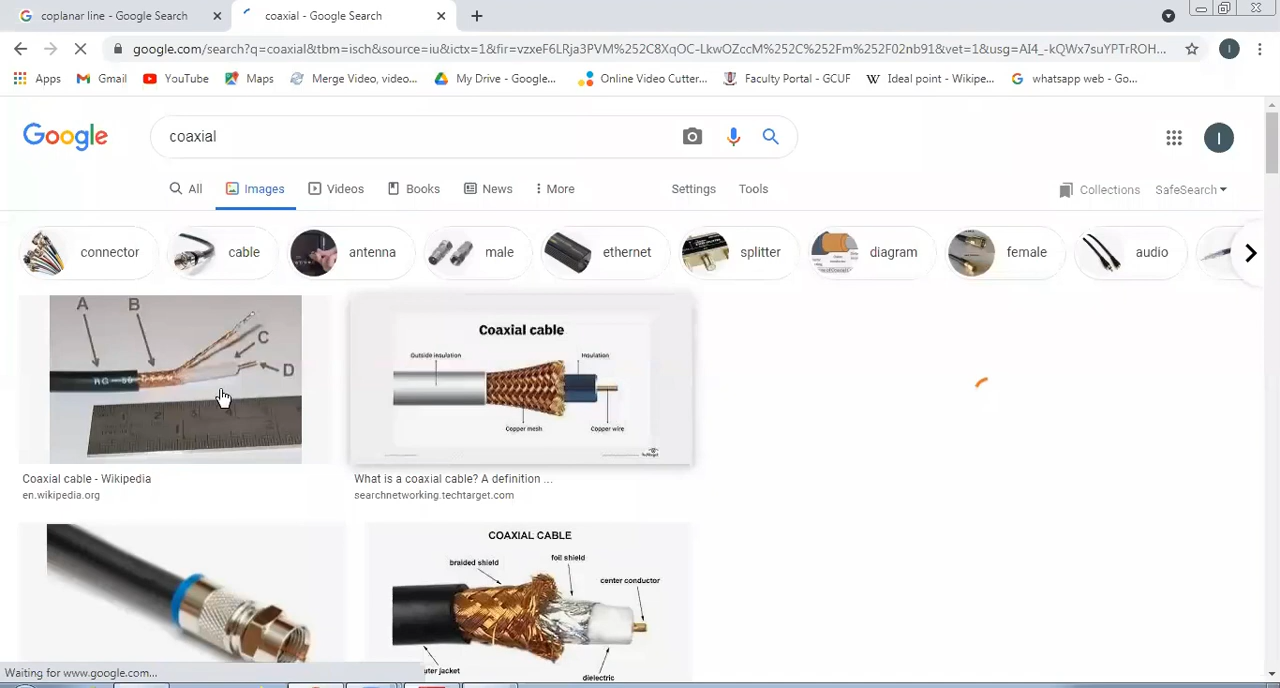 coplanar line - Google Search
coaxial - Google Search
google.com/search?q=coaxial&tbm=isch&source=iu&ictx=1&fir=vzxeF6LRja3PVM%252C8XqOC-LkwOZccM%252C%252Fm%252F02nb91&vet=1&usg=AI4_-kQWx7suYPTrROH...
Apps
Gmail
YouTube
Maps
Merge Video, video...
My Drive - Google...
Online Video Cutter...
Faculty Portal - GCUF
Ideal point - Wikipe...
whatsapp web - Go...
Google
coaxial
All
Images
Videos
Books
News
More
Settings
Tools
Collections
SafeSearch
connector
cable
antenna
male
ethernet
splitter
diagram
female
audio
A
B
C
D
Coaxial cable - Wikipedia
en.wikipedia.org
Coaxial cable
Outside insulation
Insulation
Copper mesh
Copper wire
What is a coaxial cable? A definition ...
searchnetworking.techtarget.com
COAXIAL CABLE
braided shield
foil shield
center conductor
dielectric
Waiting for www.google.com...